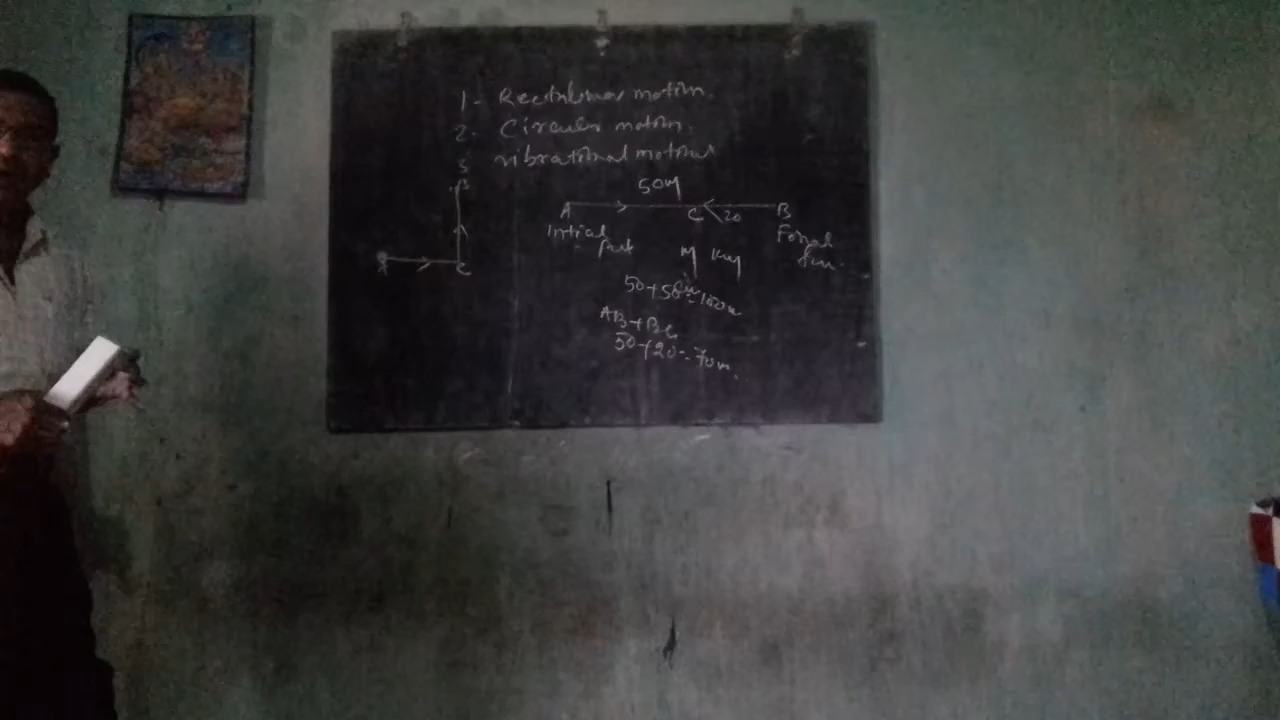 1. Rectilinear motion.
2. Circular motion.
3 vibrational motion
50m
A C 20 B
Initial Final
M KM
50+50=100m
AB+BC
50+20=70m.
B
A C